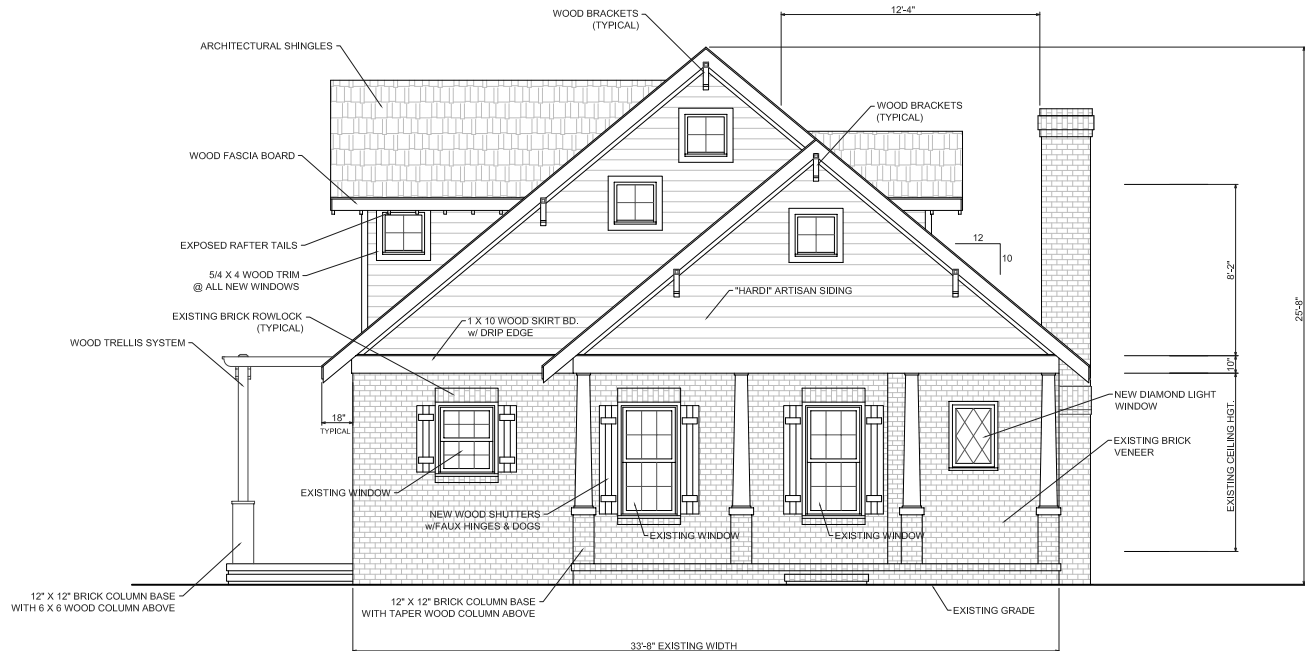 WOOD BRACKETS
(TYPICAL)
12'-4"
ARCHITECTURAL SHINGLES
WOOD BRACKETS
(TYPICAL)
WOOD FASCIA BOARD
EXPOSED RAFTER TAILS
12
10
5/4 X 4 WOOD TRIM
@ ALL NEW WINDOWS
8'-2"
25'-8"
"HARDI" ARTISAN SIDING
EXISTING BRICK ROWLOCK
(TYPICAL)
1 X 10 WOOD SKIRT BD.
w/ DRIP EDGE
WOOD TRELLIS SYSTEM
10"
18"
TYPICAL
NEW DIAMOND LIGHT
WINDOW
EXISTING CEILING HGT.
EXISTING BRICK
VENEER
EXISTING WINDOW
NEW WOOD SHUTTERS
w/FAUX HINGES & DOGS
EXISTING WINDOW
EXISTING WINDOW
12" X 12" BRICK COLUMN BASE
WITH 6 X 6 WOOD COLUMN ABOVE
12" X 12" BRICK COLUMN BASE
WITH TAPER WOOD COLUMN ABOVE
EXISTING GRADE
33'-8" EXISTING WIDTH